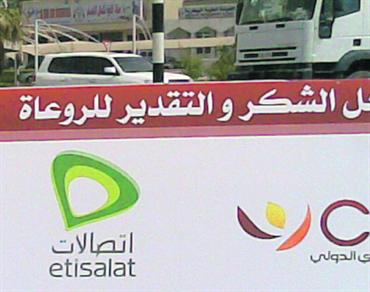 ل الشكر و التقدير للروعاة
اتصالات
etisalat
C
ي الدولي